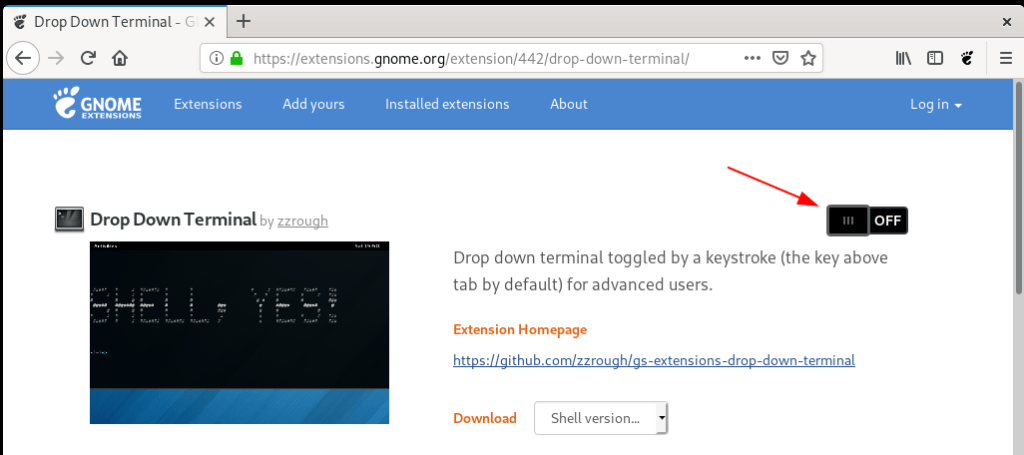 Drop Down Terminal - G
https://extensions.gnome.org/extension/442/drop-down-terminal/
GNOME
EXTENSIONS
Extensions
Add yours
Installed extensions
About
Log in
Drop Down Terminal by zzrough
OFF
SHELL, YES!
Drop down terminal toggled by a keystroke (the key above
tab by default) for advanced users.
Extension Homepage
https://github.com/zzrough/gs-extensions-drop-down-terminal
Download
Shell version...